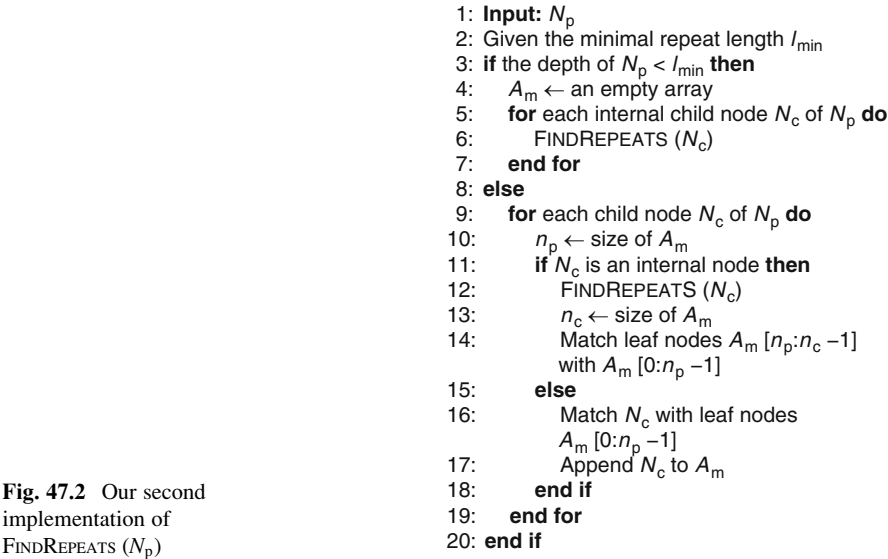 1: Input: Np
2: Given the minimal repeat length lmin
3: if the depth of Np < lmin then
4: Am ← an empty array
5: for each internal child node Nc of Np do
6: FINDREPEATS (Nc)
7: end for
8: else
9: for each child node Nc of Np do
10: np ← size of Am
11: if Nc is an internal node then
12: FINDREPEATS (Nc)
13: nc ← size of Am
14: Match leaf nodes Am [np:nc −1]
with Am [0:np −1]
15: else
16: Match Nc with leaf nodes
Am [0:np −1]
17: Append Nc to Am
18: end if
19: end for
20: end if
Fig. 47.2 Our second
implementation of
FINDREPEATS (Np)